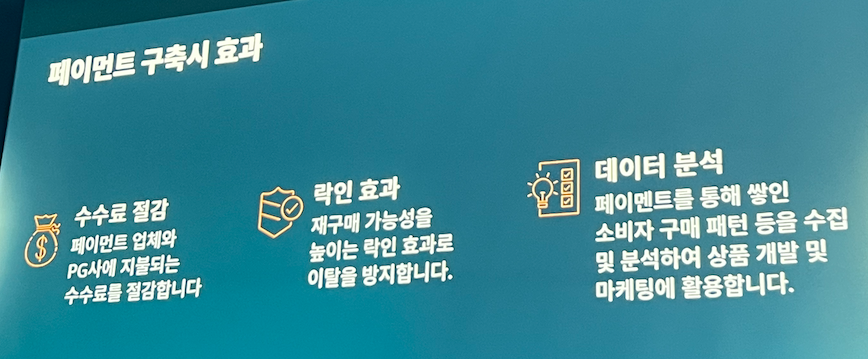 페이먼트 구축시 효과
수수료 절감
페이먼트 업체와
PG사에 지불되는
수수료를 절감합니다
락인 효과
재구매 가능성을
높이는 락인 효과로
이탈을 방지합니다.
데이터 분석
페이멘트를 통해 쌓인
소비자 구매 패턴 등을 수집
및 분석하여 상품 개발 및
마케팅에 활용합니다.